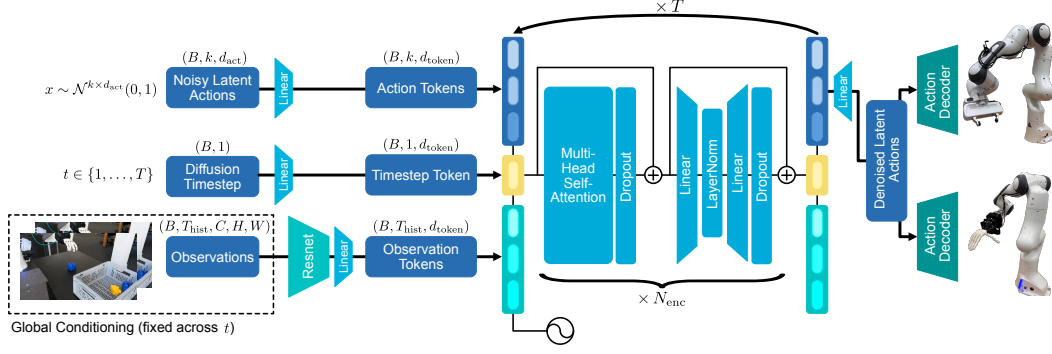 × T
(B, k, d_act)
(B, k, d_token)
x ∼ 𝒩^{k×d_act}(0, 1)
Noisy Latent
Actions
Linear
Action Tokens
(B, 1)
(B, 1, d_token)
t ∈ {1, . . . , T}
Diffusion
Timestep
Linear
Timestep Token
(B, T_hist, C, H, W)
(B, T_hist, d_token)
Observations
Resnet
Linear
Observation
Tokens
Global Conditioning (fixed across t)
Multi-
Head
Self-
Attention
Dropout
Linear
LayerNorm
Linear
Dropout
× N_enc
Linear
Denoised Latent
Actions
Action
Decoder
Action
Decoder